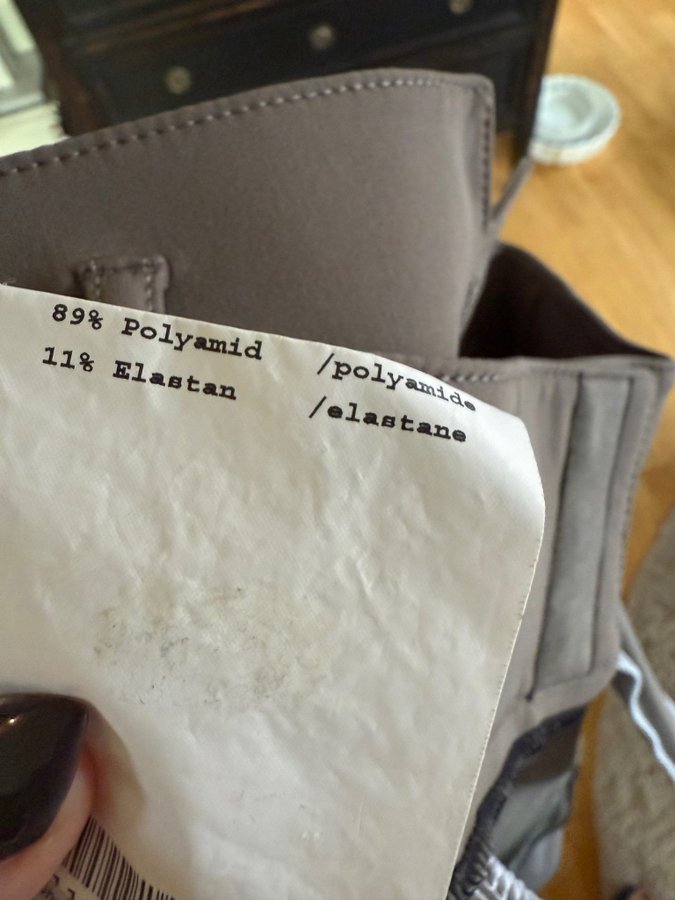 89% Polyamid /polyamide
11% Elastan /elastane